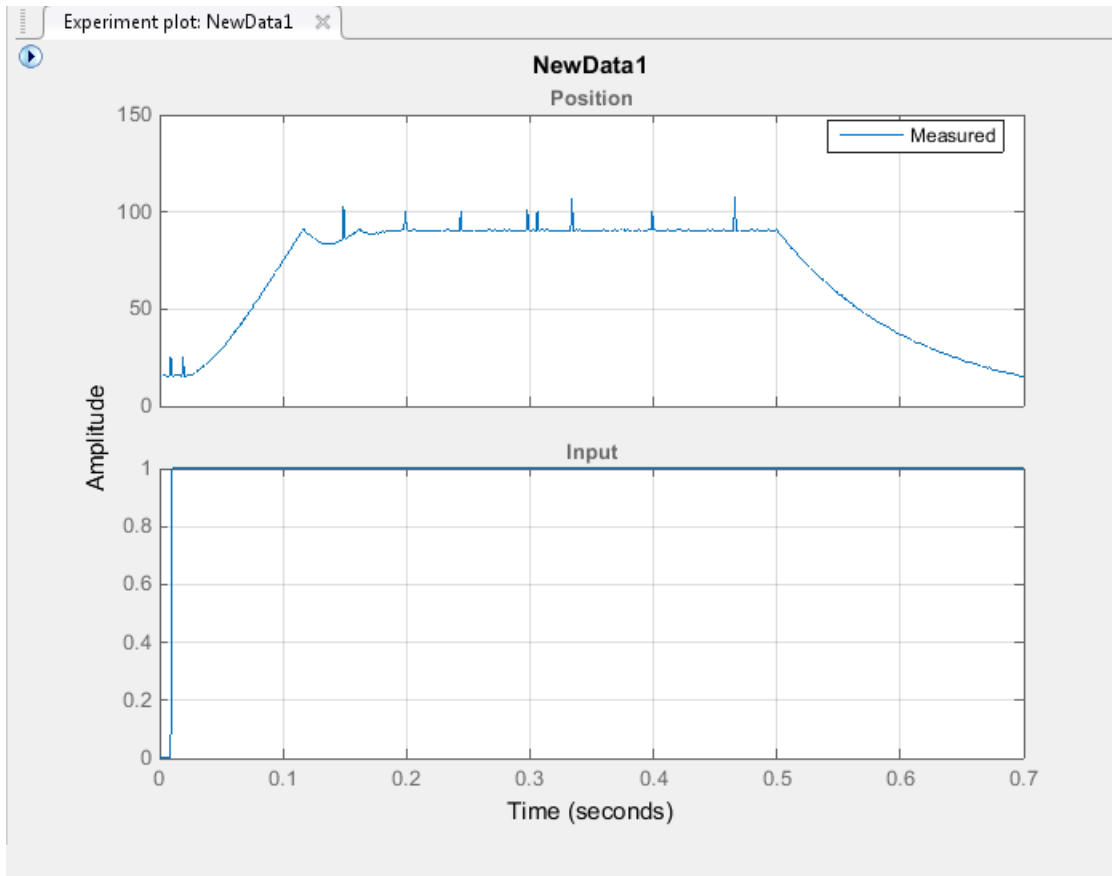 Experiment plot: NewData1
NewData1
Position
150
100
50
0
Measured
Amplitude
Input
1
0.8
0.6
0.4
0.2
0
0 0.1 0.2 0.3 0.4 0.5 0.6 0.7
Time (seconds)